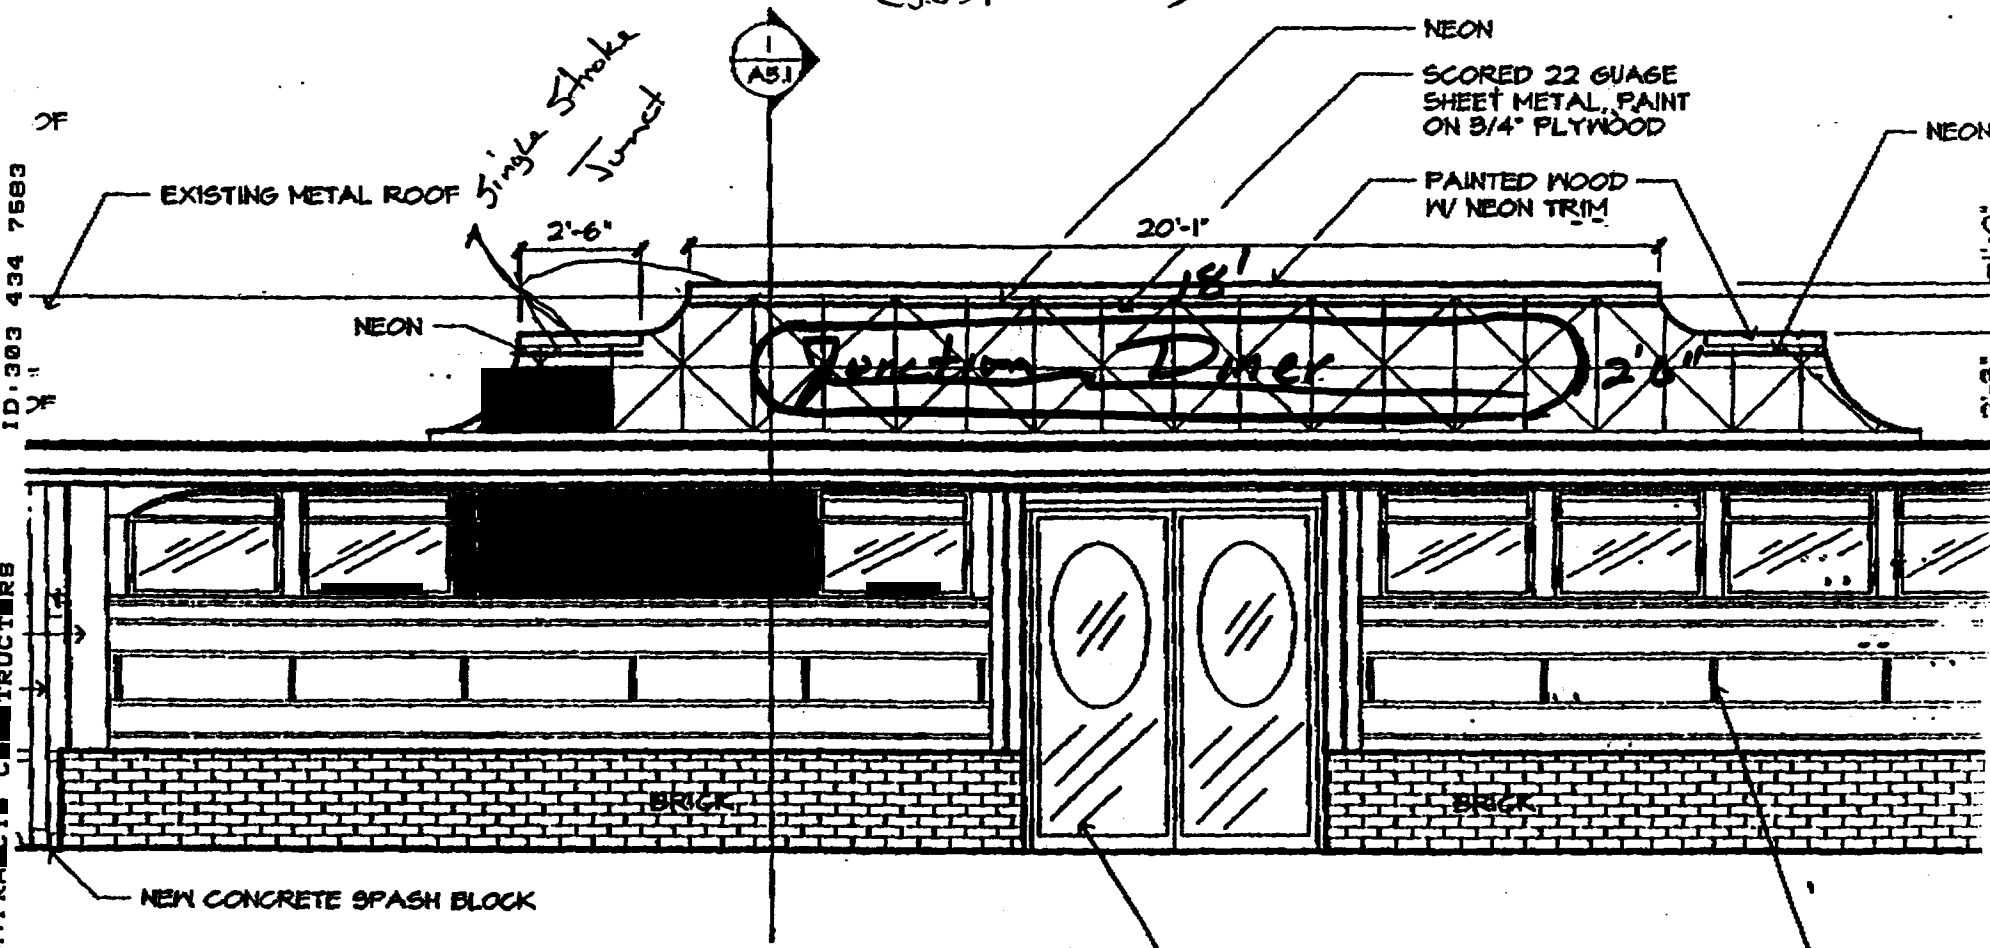 1
A5.1
NEON
SCORED 22 GUAGE
SHEET METAL, PAINT
ON 3/4" PLYWOOD
NEON
OF
Single Stroke
EXISTING METAL ROOF
PAINTED WOOD
W/ NEON TRIM
2'-6"
20'-1"
18'
NEON
Junction Diner
2'6"
ID:303 434 7583
OF
BRICK
BRICK
NEW CONCRETE SPASH BLOCK